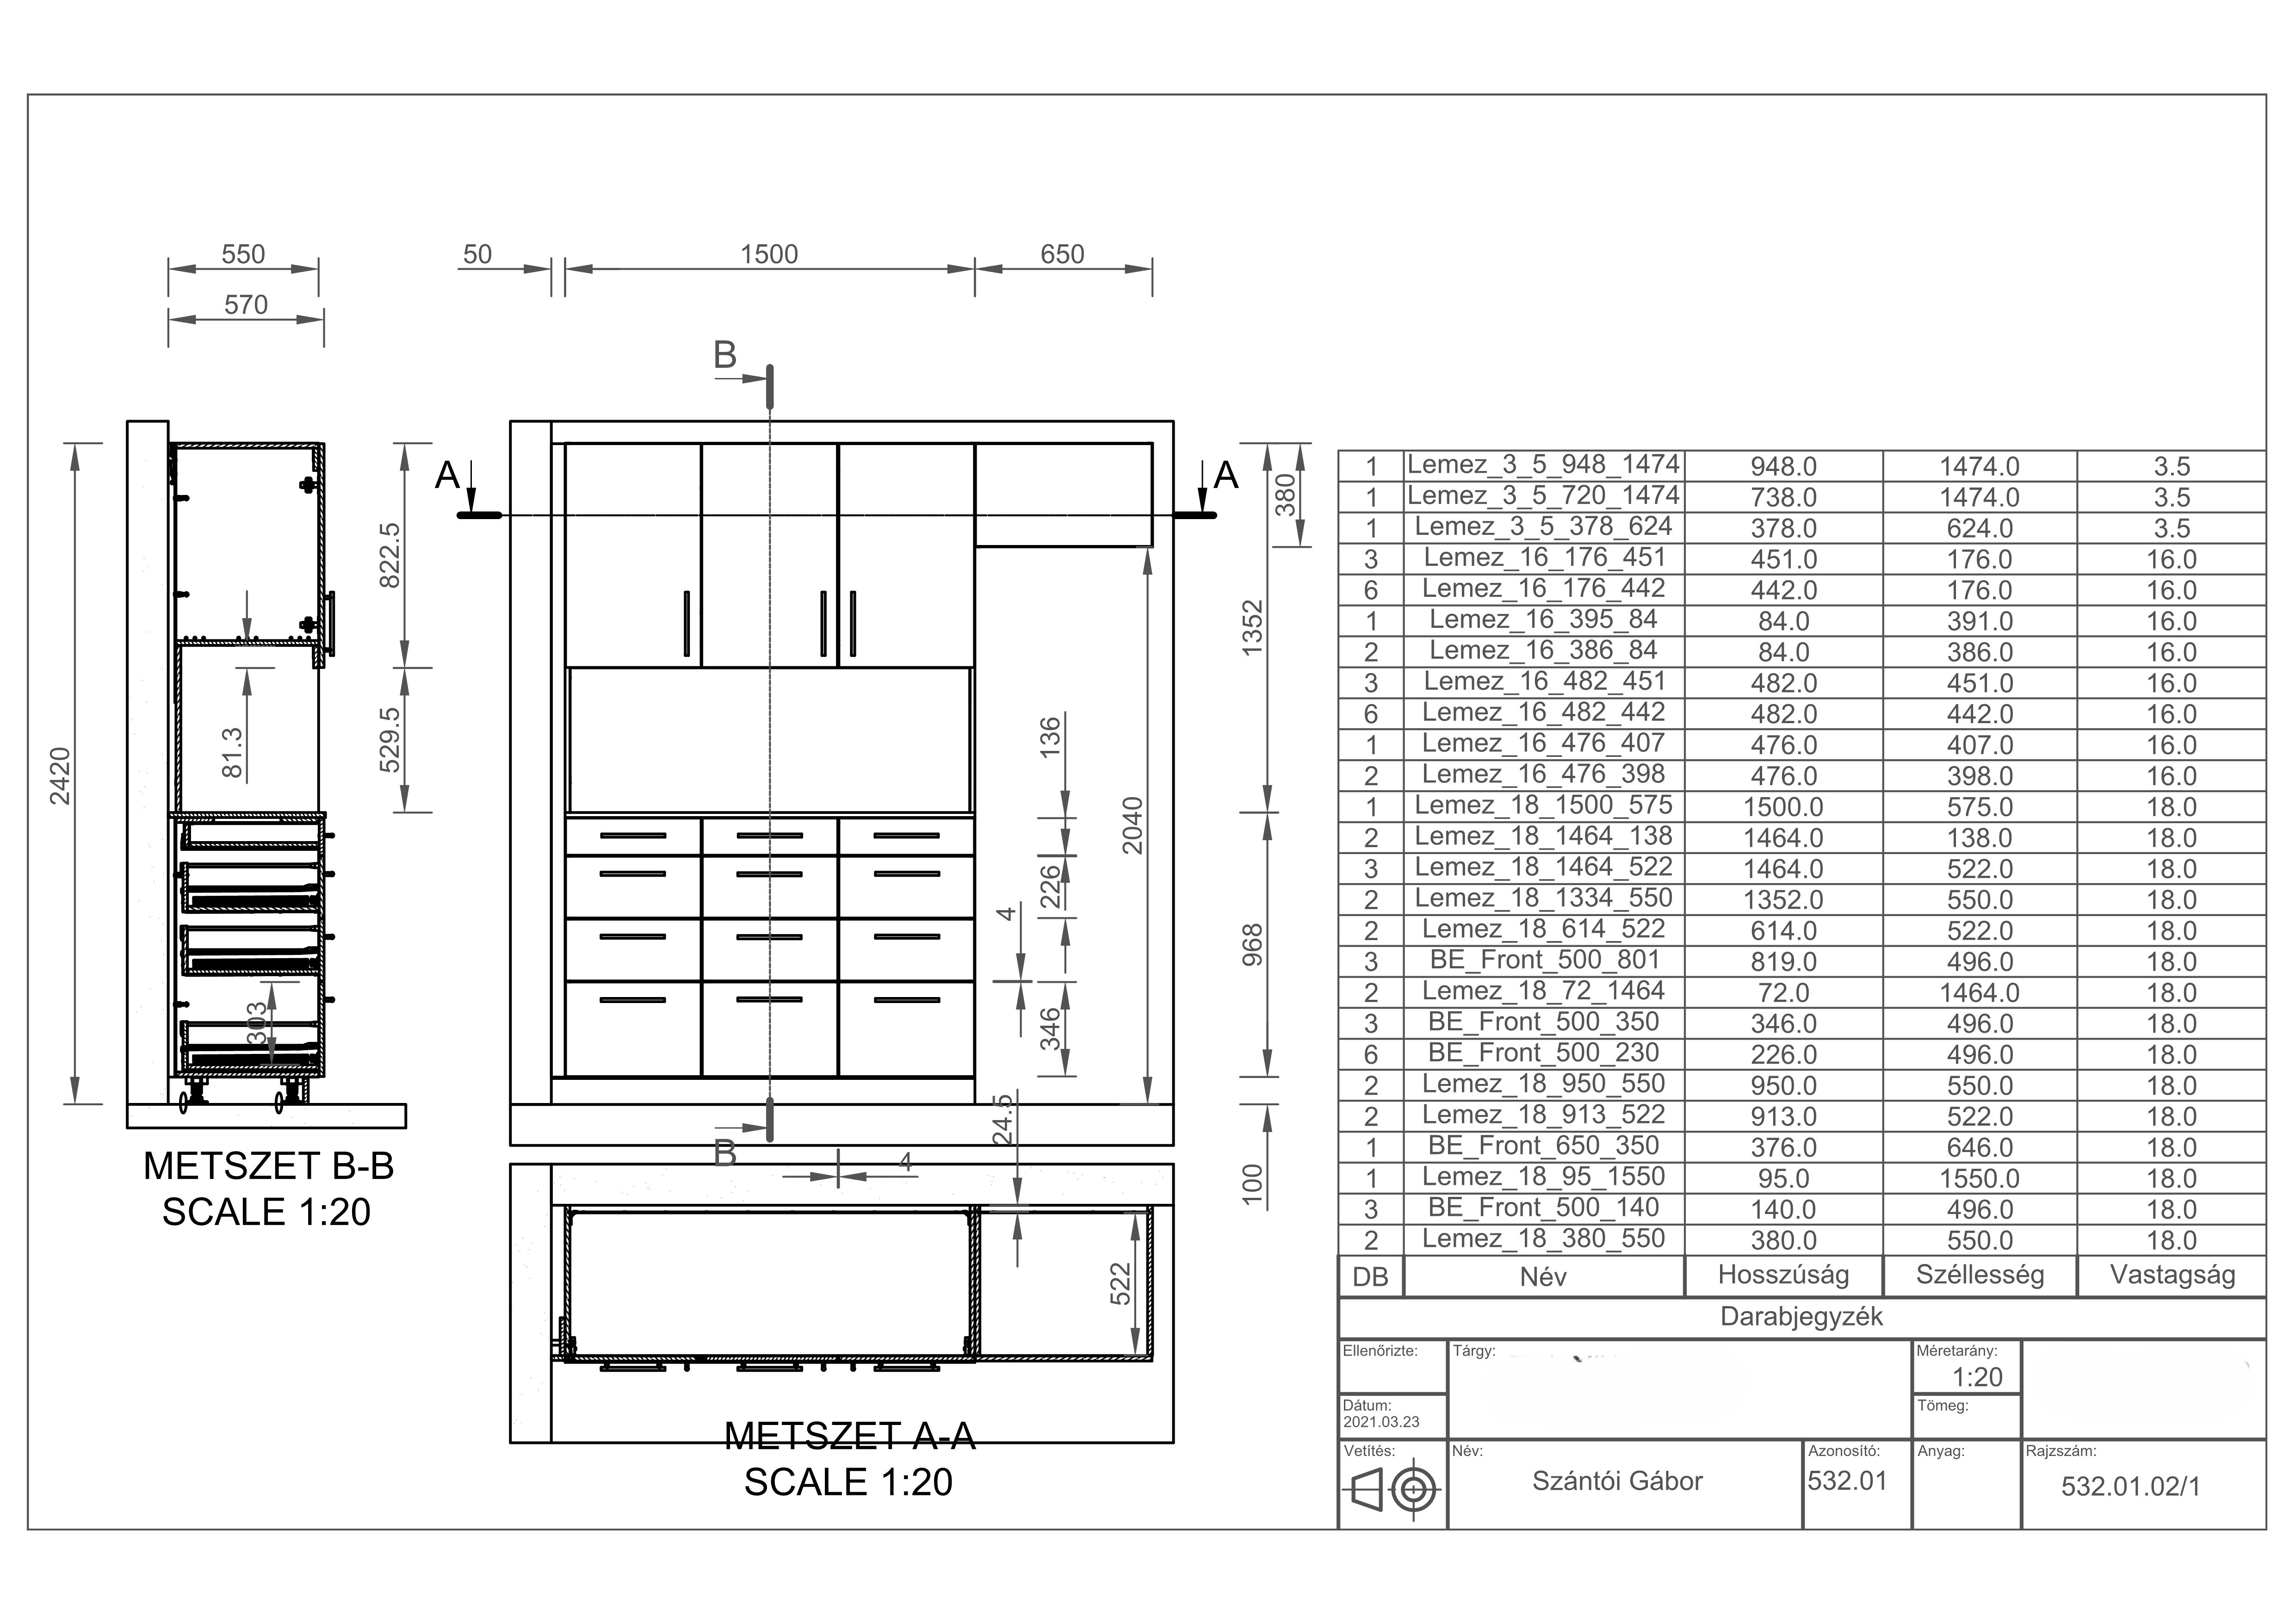 550
570
50
1500
650
B
A
A
2420
822.5
529.5
81.3
303
136
226
4
346
2040
1352
380
968
100
24.5
B
4
522
METSZET B-B
SCALE 1:20
METSZET A-A
SCALE 1:20
1 Lemez_3_5_948_1474 948.0 1474.0 3.5
1 Lemez_3_5_720_1474 738.0 1474.0 3.5
1 Lemez_3_5_378_624 378.0 624.0 3.5
3 Lemez_16_176_451 451.0 176.0 16.0
6 Lemez_16_176_442 442.0 176.0 16.0
1 Lemez_16_395_84 84.0 391.0 16.0
2 Lemez_16_386_84 84.0 386.0 16.0
3 Lemez_16_482_451 482.0 451.0 16.0
6 Lemez_16_482_442 482.0 442.0 16.0
1 Lemez_16_476_407 476.0 407.0 16.0
2 Lemez_16_476_398 476.0 398.0 16.0
1 Lemez_18_1500_575 1500.0 575.0 18.0
2 Lemez_18_1464_138 1464.0 138.0 18.0
3 Lemez_18_1464_522 1464.0 522.0 18.0
2 Lemez_18_1334_550 1352.0 550.0 18.0
2 Lemez_18_614_522 614.0 522.0 18.0
3 BE_Front_500_801 819.0 496.0 18.0
2 Lemez_18_72_1464 72.0 1464.0 18.0
3 BE_Front_500_350 346.0 496.0 18.0
6 BE_Front_500_230 226.0 496.0 18.0
2 Lemez_18_950_550 950.0 550.0 18.0
2 Lemez_18_913_522 913.0 522.0 18.0
1 BE_Front_650_350 376.0 646.0 18.0
1 Lemez_18_95_1550 95.0 1550.0 18.0
3 BE_Front_500_140 140.0 496.0 18.0
2 Lemez_18_380_550 380.0 550.0 18.0
DB Név Hosszúság Széllesség Vastagság
Darabjegyzék
Ellenőrizte:
Tárgy:
Méretarány:
1:20
Dátum:
2021.03.23
Tömeg:
Vetítés:
Név:
Szántói Gábor
Azonosító:
532.01
Anyag:
Rajzszám:
532.01.02/1